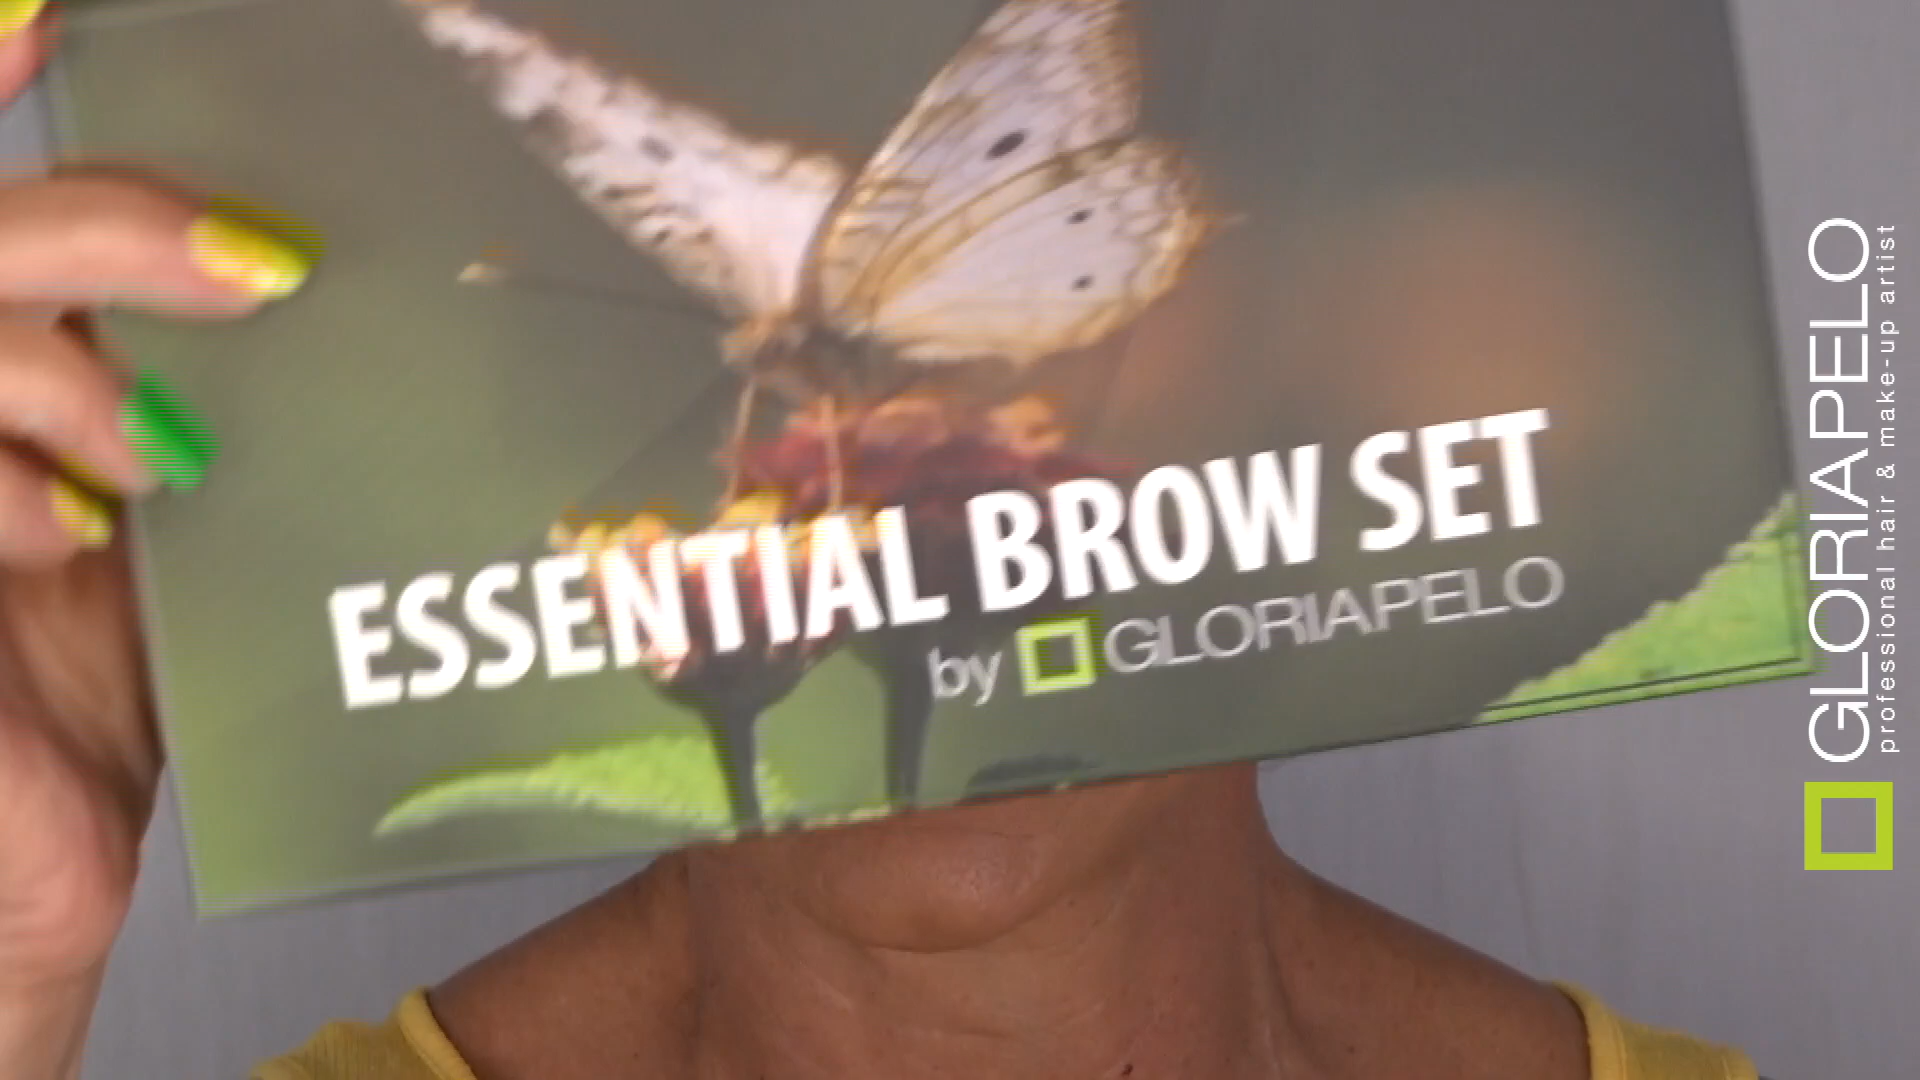 ESSENTIAL BROW SET
by GLORIAPELO
GLORIAPELO
professional hair & make-up artist